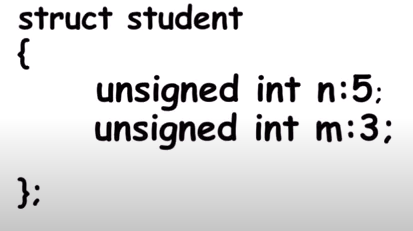 struct student
{
unsigned int n:5;
unsigned int m:3;
};